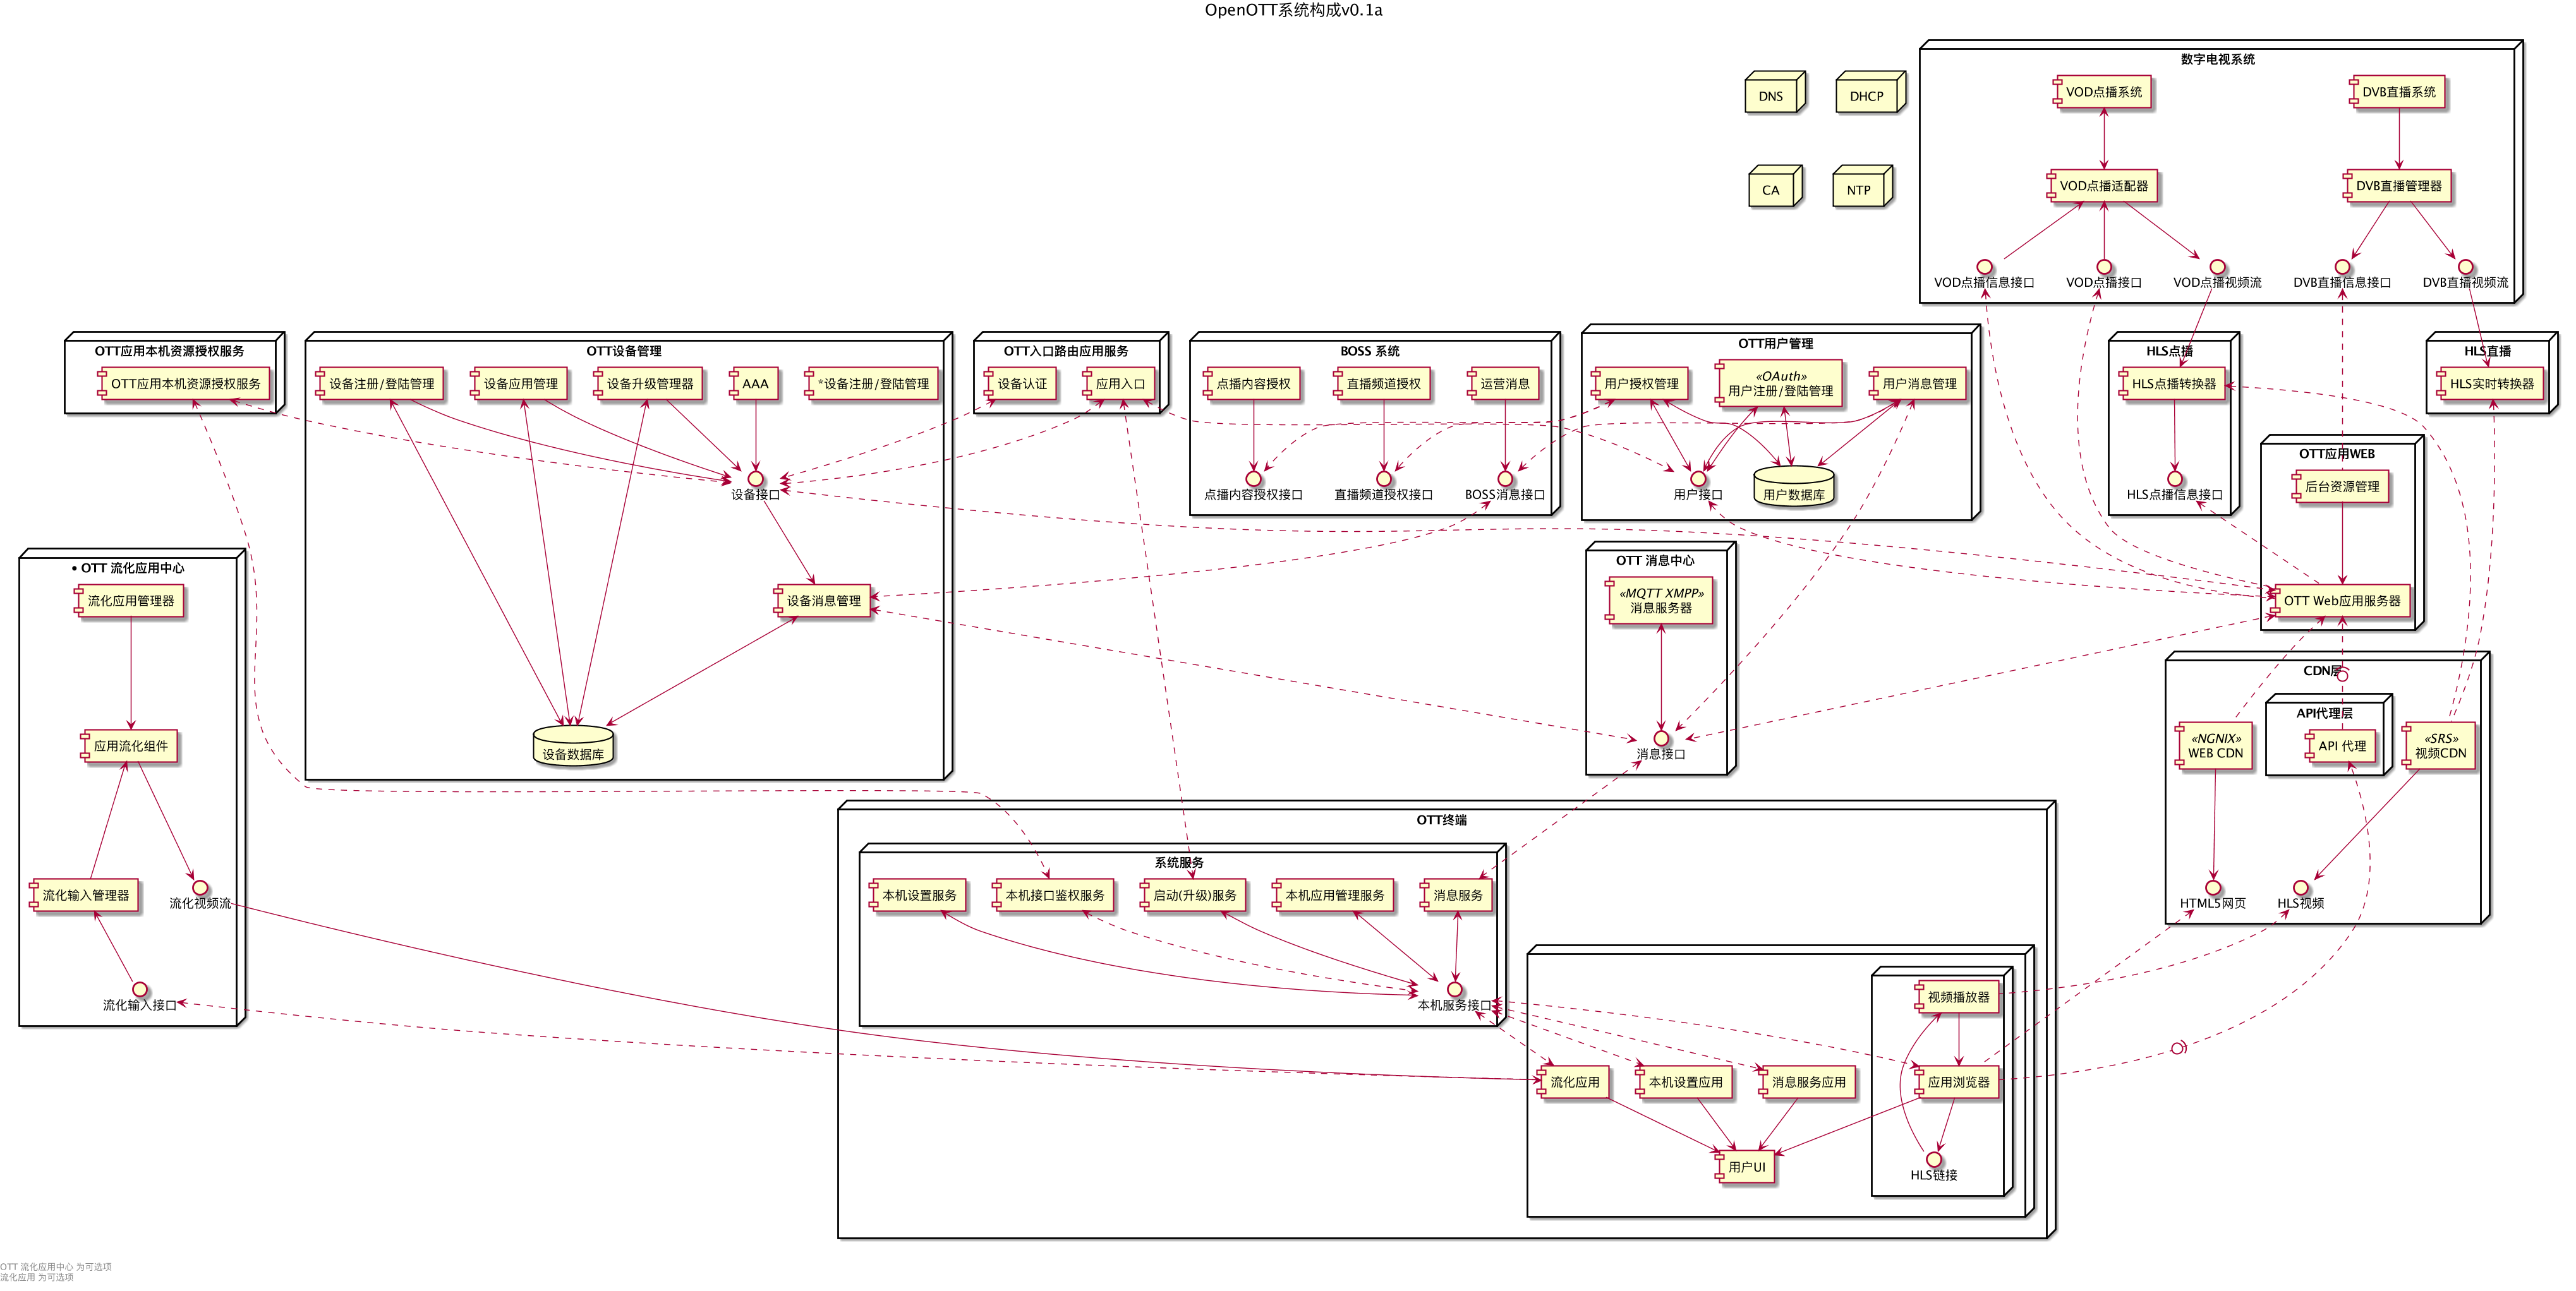 OpenOTT系统构成v0.1a
数字电视系统
VOD点播系统
DVB直播系统
DNS
DHCP
VOD点播适配器
DVB直播管理器
CA
NTP
VOD点播信息接口
VOD点播接口
VOD点播视频流
DVB直播信息接口
DVB直播视频流
OTT应用本机资源授权服务
OTT应用本机资源授权服务
OTT设备管理
设备注册/登陆管理
设备应用管理
设备升级管理器
AAA
*设备注册/登陆管理
设备接口
设备消息管理
设备数据库
OTT入口路由应用服务
设备认证
应用入口
BOSS 系统
点播内容授权
直播频道授权
运营消息
点播内容授权接口
直播频道授权接口
BOSS消息接口
OTT用户管理
用户授权管理
«OAuth»
用户注册/登陆管理
用户消息管理
用户接口
用户数据库
HLS点播
HLS点播转换器
HLS点播信息接口
HLS直播
HLS实时转换器
OTT应用WEB
后台资源管理
OTT Web应用服务器
• OTT 流化应用中心
流化应用管理器
应用流化组件
流化输入管理器
流化视频流
流化输入接口
OTT 消息中心
«MQTT XMPP»
消息服务器
消息接口
CDN层
API代理层
«NGNIX»
WEB CDN
API 代理
«SRS»
视频CDN
HTML5网页
HLS视频
OTT终端
系统服务
本机设置服务
本机接口鉴权服务
启动(升级)服务
本机应用管理服务
消息服务
本机服务接口
视频播放器
流化应用
本机设置应用
消息服务应用
应用浏览器
用户UI
HLS链接
OTT 流化应用中心 为可选项
流化应用 为可选项